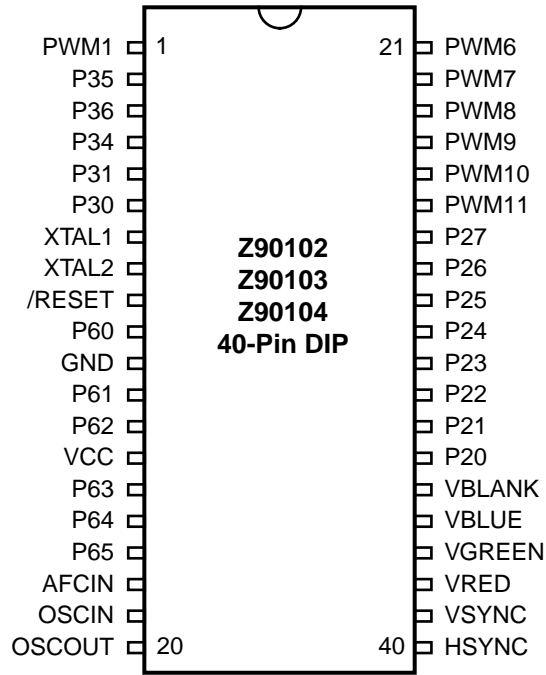 PWM1 1 21 PWM6
P35 PWM7
P36 PWM8
P34 PWM9
P31 PWM10
P30 PWM11
XTAL1 P27
XTAL2 Z90102 P26
/RESET Z90103 P25
P60 Z90104 P24
GND 40-Pin DIP P23
P61 P22
P62 P21
VCC P20
P63 VBLANK
P64 VBLUE
P65 VGREEN
AFCIN VRED
OSCIN VSYNC
OSCOUT 20 40 HSYNC